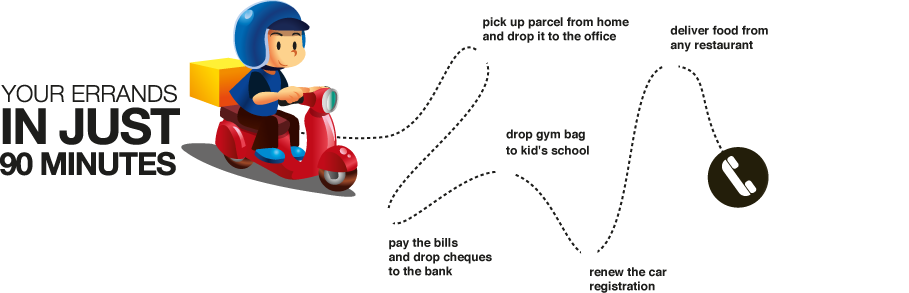 YOUR ERRANDS
IN JUST
90 MINUTES
pick up parcel from home
and drop it to the office
pay the bills
and drop cheques
to the bank
drop gym bag
to kid's school
renew the car
registration
deliver food from
any restaurant